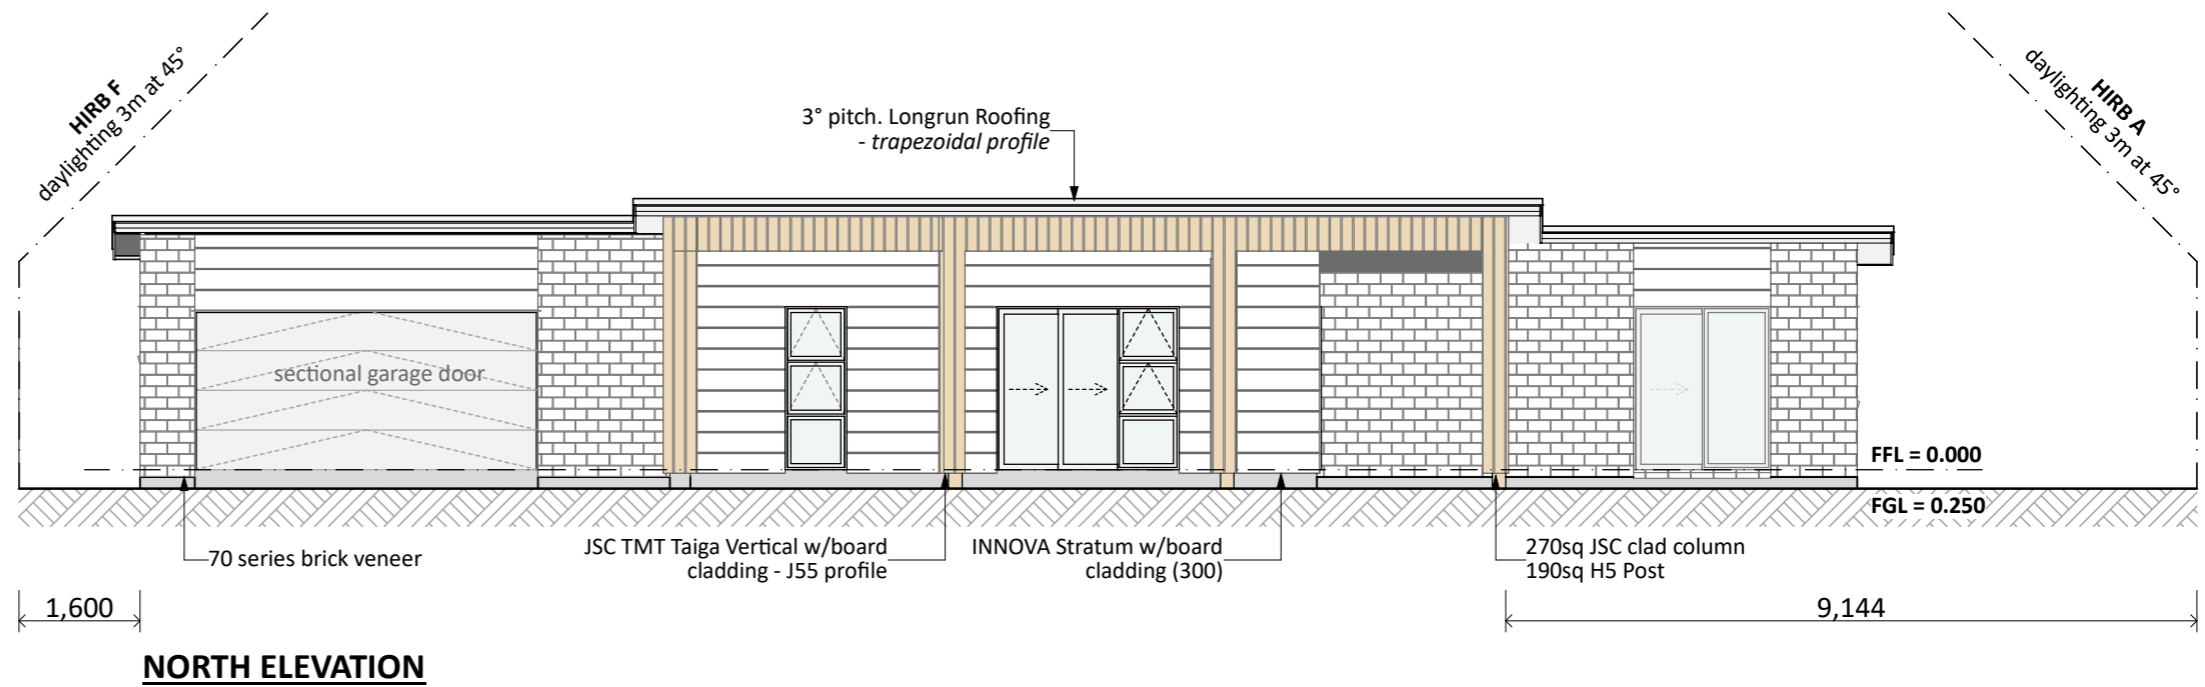 HIRB F
daylighting 3m at 45°
HIRB A
daylighting 3m at 45°
3° pitch. Longrun Roofing
- trapezoidal profile
sectional garage door
FFL = 0.000
FGL = 0.250
70 series brick veneer
JSC TMT Taiga Vertical w/board
cladding - J55 profile
INNOVA Stratum w/board
cladding (300)
270sq JSC clad column
190sq H5 Post
1,600
9,144
NORTH ELEVATION